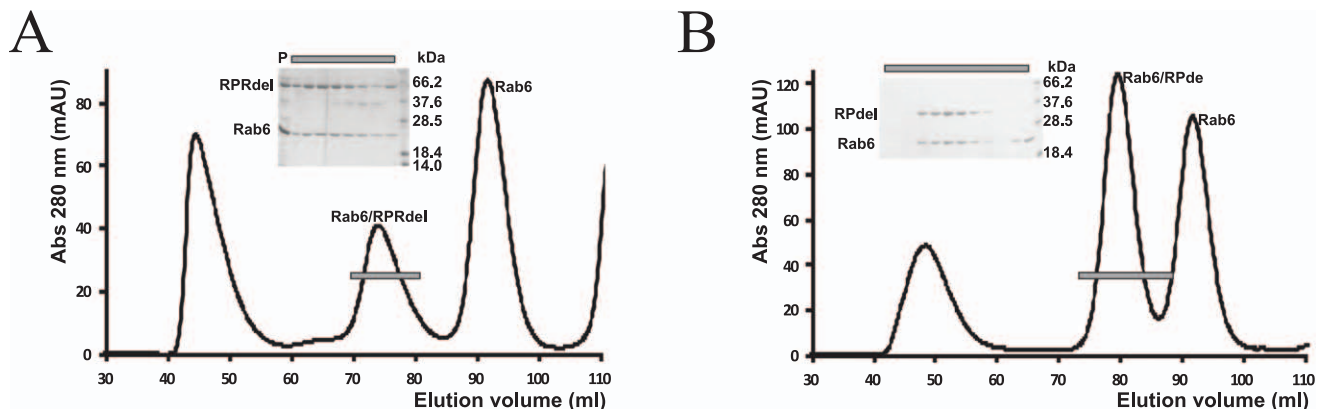 A
P
kDa
RPRdel
66.2
37.6
28.5
Rab6
18.4
14.0
Rab6
Rab6/RPRdel
Abs 280 nm (mAU)
80
60
40
20
0
30 40 50 60 70 80 90 100 110
Elution volume (ml)
B
kDa
66.2
37.6
RPdel
28.5
Rab6
18.4
Rab6/RPde
Rab6
Abs 280 nm (mAU)
120
100
80
60
40
20
0
30 40 50 60 70 80 90 100 110
Elution volume (ml)